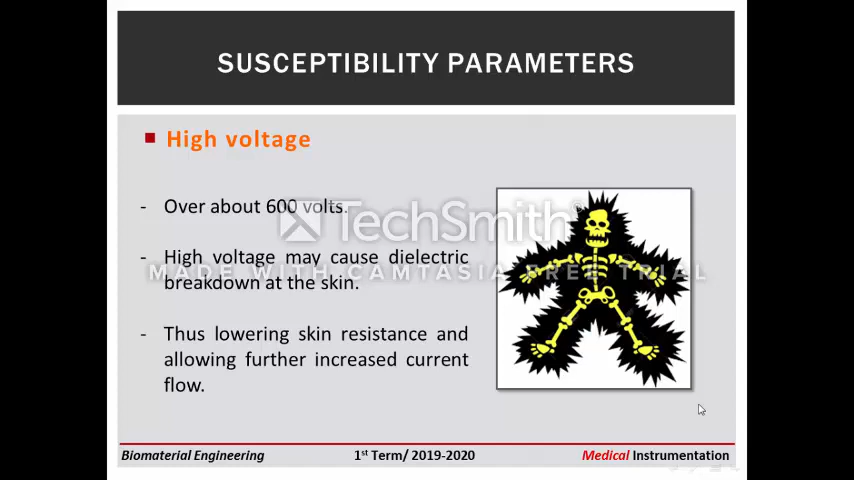 SUSCEPTIBILITY PARAMETERS
High voltage
- Over about 600 volts.
TechSmith
- High voltage may cause dielectric
MADE WITH CAMTASIA FREE TRIAL
breakdown at the skin.
- Thus lowering skin resistance and
allowing further increased current
flow.
Biomaterial Engineering 1st Term/ 2019-2020 Medical Instrumentation